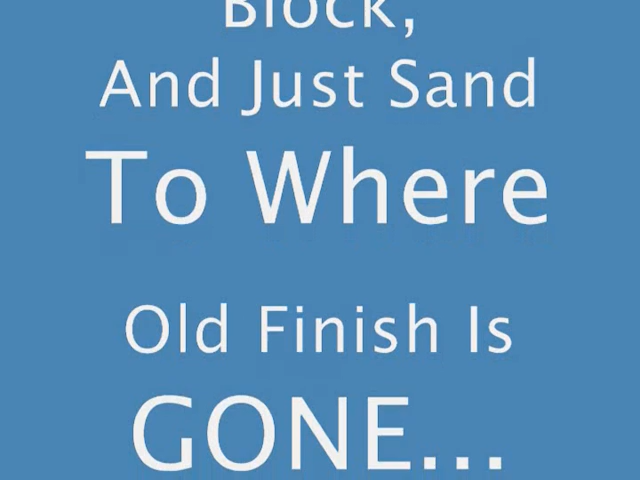 Block,
And Just Sand
To Where
Old Finish Is
GONE...